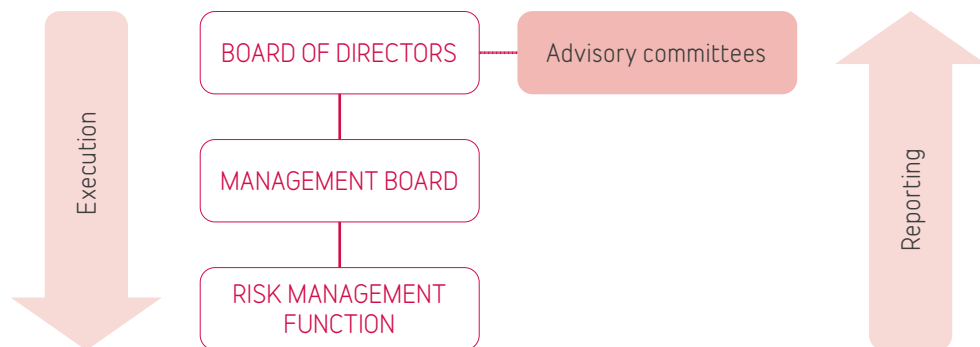 BOARD OF DIRECTORS
Advisory committees
Execution
MANAGEMENT BOARD
Reporting
RISK MANAGEMENT
FUNCTION